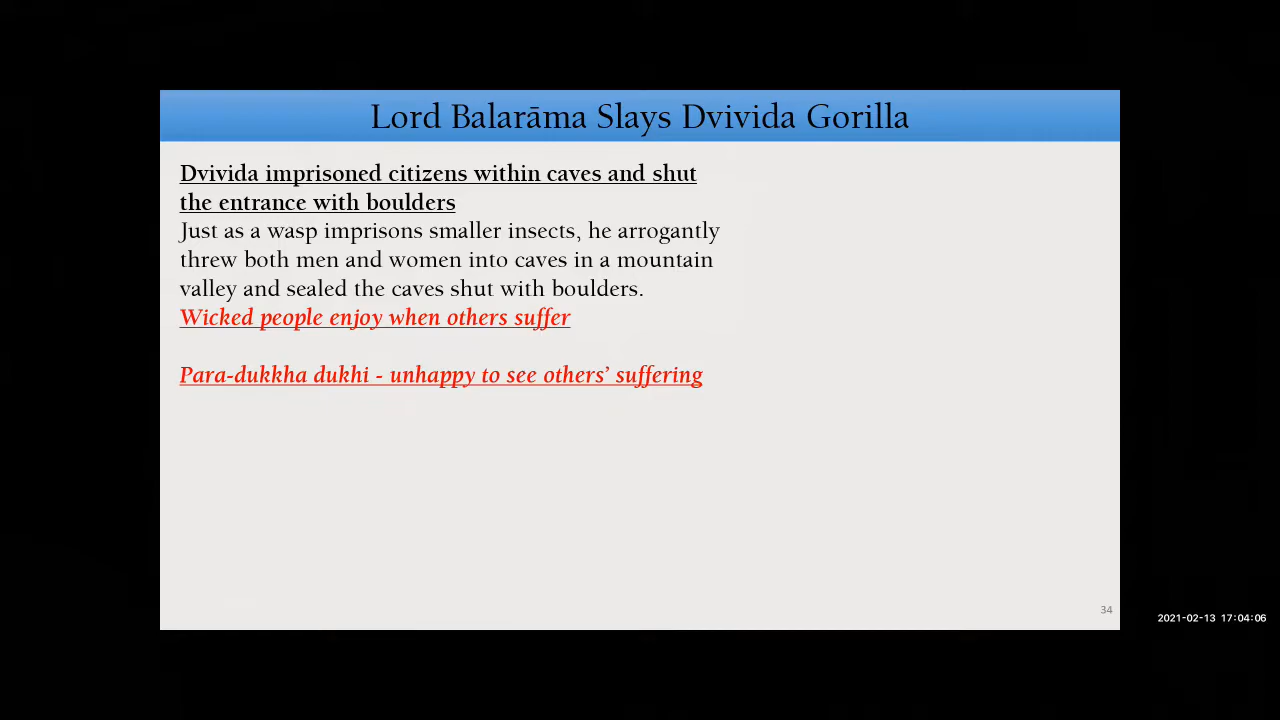 Lord Balarāma Slays Dvivida Gorilla
Dvivida imprisoned citizens within caves and shut
the entrance with boulders
Just as a wasp imprisons smaller insects, he arrogantly
threw both men and women into caves in a mountain
valley and sealed the caves shut with boulders.
Wicked people enjoy when others suffer
Para-dukkha dukhi - unhappy to see others’ suffering
34
2021-02-13 17:04:06